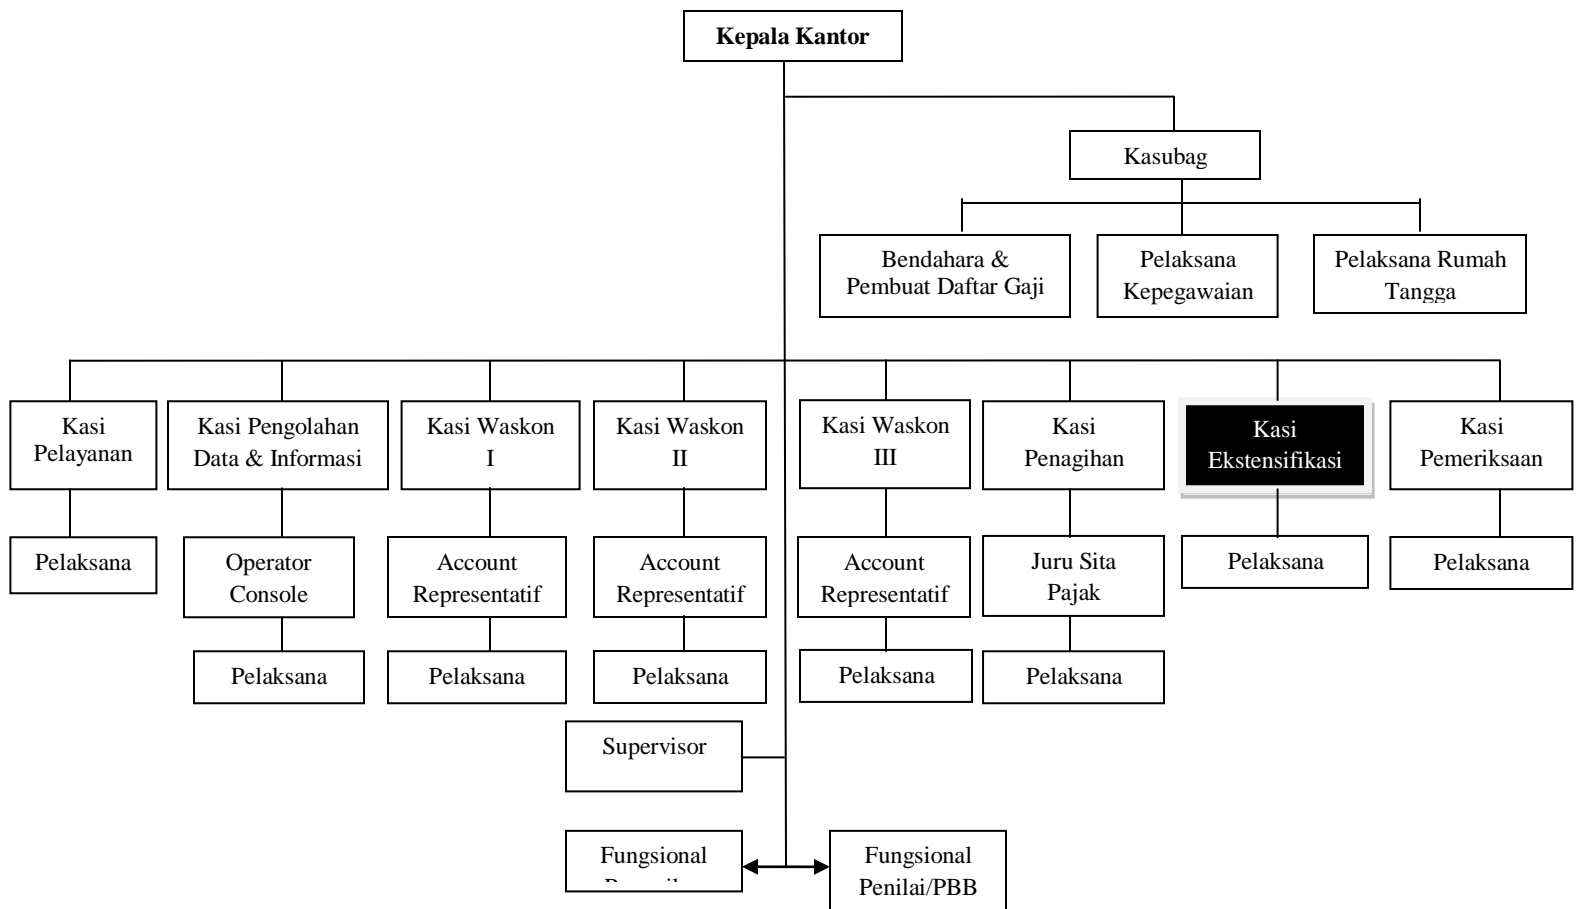 Kepala Kantor
Kasubag
Bendahara &
Pembuat Daftar Gaji
Pelaksana
Kepegawaian
Pelaksana Rumah
Tangga
Kasi
Pelayanan
Kasi Pengolahan
Data & Informasi
Kasi Waskon
I
Kasi Waskon
II
Kasi Waskon
III
Kasi
Penagihan
Kasi
Ekstensifikasi
Kasi
Pemeriksaan
Pelaksana
Operator
Console
Account
Representatif
Account
Representatif
Account
Representatif
Juru Sita
Pajak
Pelaksana
Pelaksana
Pelaksana
Pelaksana
Pelaksana
Pelaksana
Pelaksana
Supervisor
Fungsional
Fungsional
Penilai/PBB